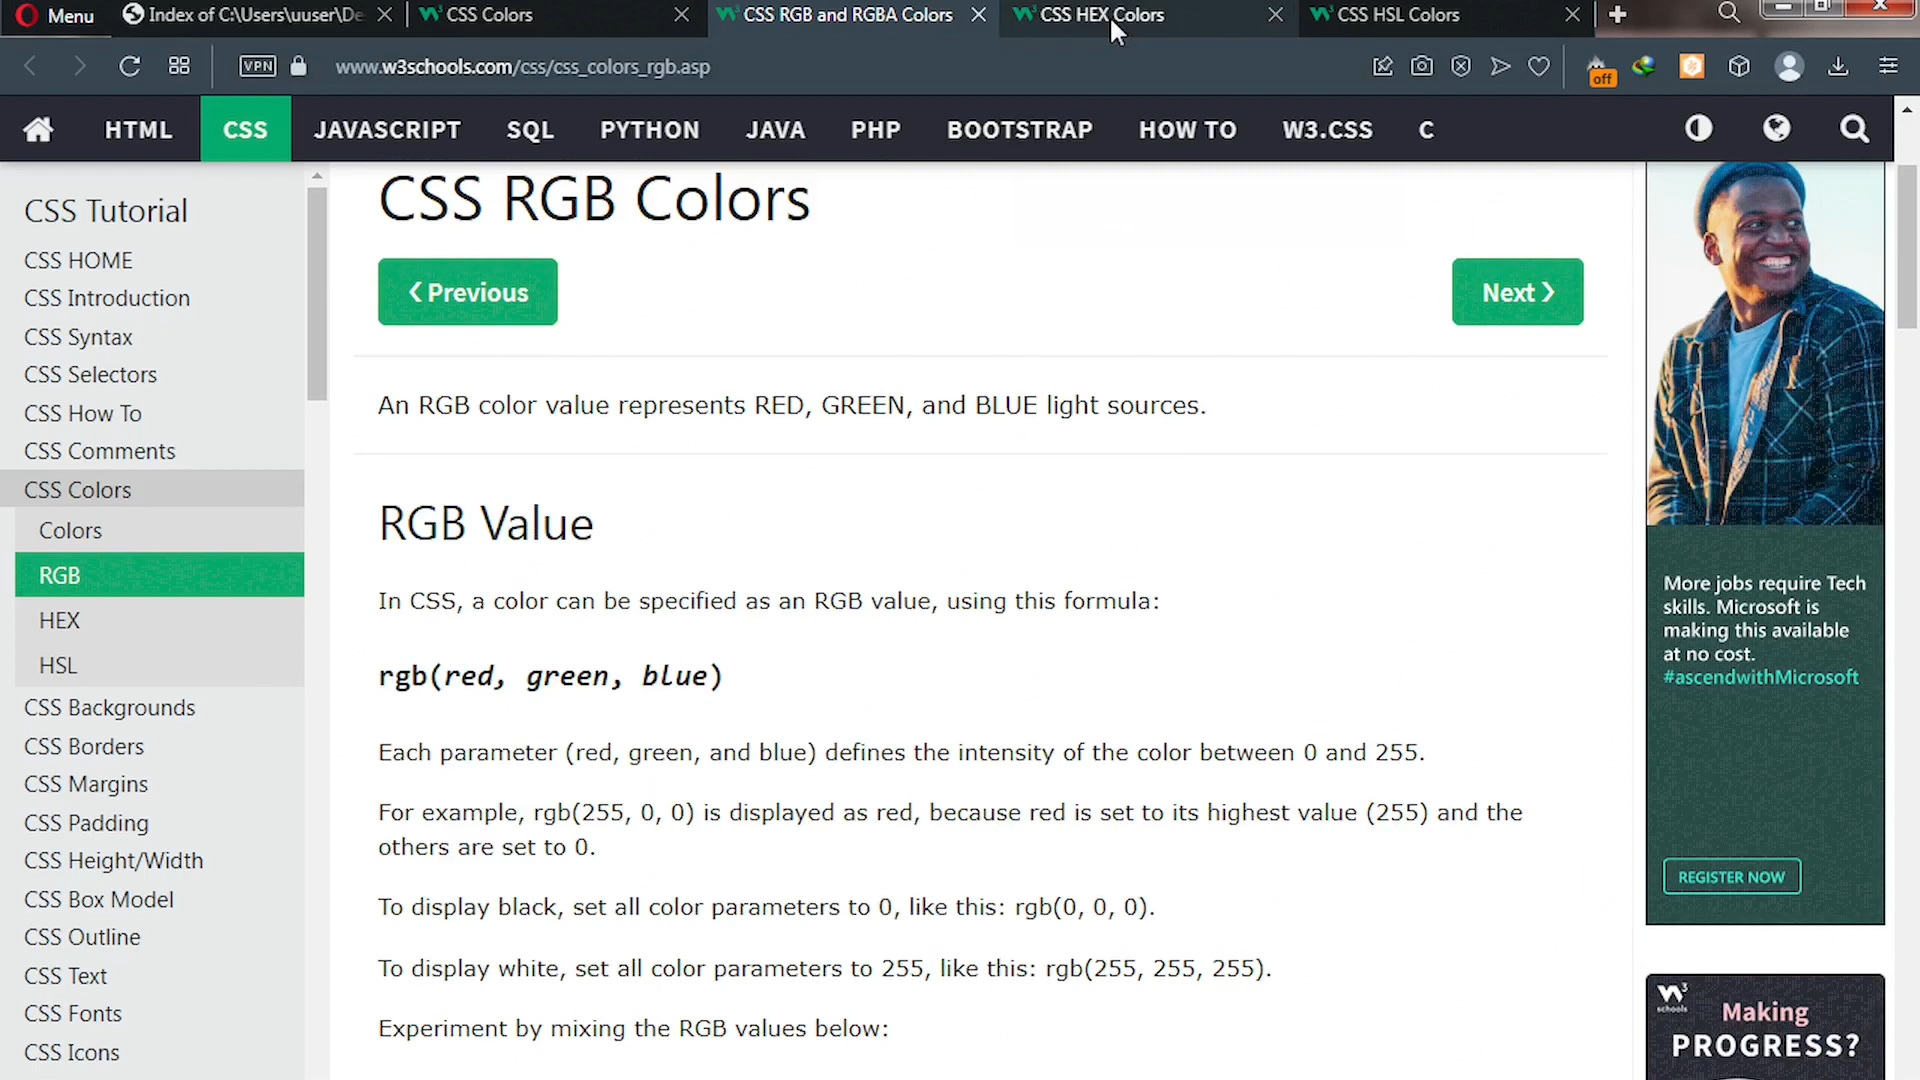 Menu
Index of C:\Users\uuser\De
CSS Colors
CSS RGB and RGBA Colors
CSS HEX Colors
CSS HSL Colors
VPN
www.w3schools.com/css/css_colors_rgb.asp
off
HTML
CSS
JAVASCRIPT
SQL
PYTHON
JAVA
PHP
BOOTSTRAP
HOW TO
W3.CSS
C
CSS Tutorial
CSS HOME
CSS Introduction
CSS Syntax
CSS Selectors
CSS How To
CSS Comments
CSS Colors
Colors
RGB
HEX
HSL
CSS Backgrounds
CSS Borders
CSS Margins
CSS Padding
CSS Height/Width
CSS Box Model
CSS Outline
CSS Text
CSS Fonts
CSS Icons
CSS RGB Colors
❮ Previous
Next ❯
An RGB color value represents RED, GREEN, and BLUE light sources.
RGB Value
In CSS, a color can be specified as an RGB value, using this formula:
rgb(red, green, blue)
Each parameter (red, green, and blue) defines the intensity of the color between 0 and 255.
For example, rgb(255, 0, 0) is displayed as red, because red is set to its highest value (255) and the
others are set to 0.
To display black, set all color parameters to 0, like this: rgb(0, 0, 0).
To display white, set all color parameters to 255, like this: rgb(255, 255, 255).
Experiment by mixing the RGB values below:
More jobs require Tech
skills. Microsoft is
making this available
at no cost.
#ascendwithMicrosoft
REGISTER NOW
W3
schools
Making
PROGRESS?